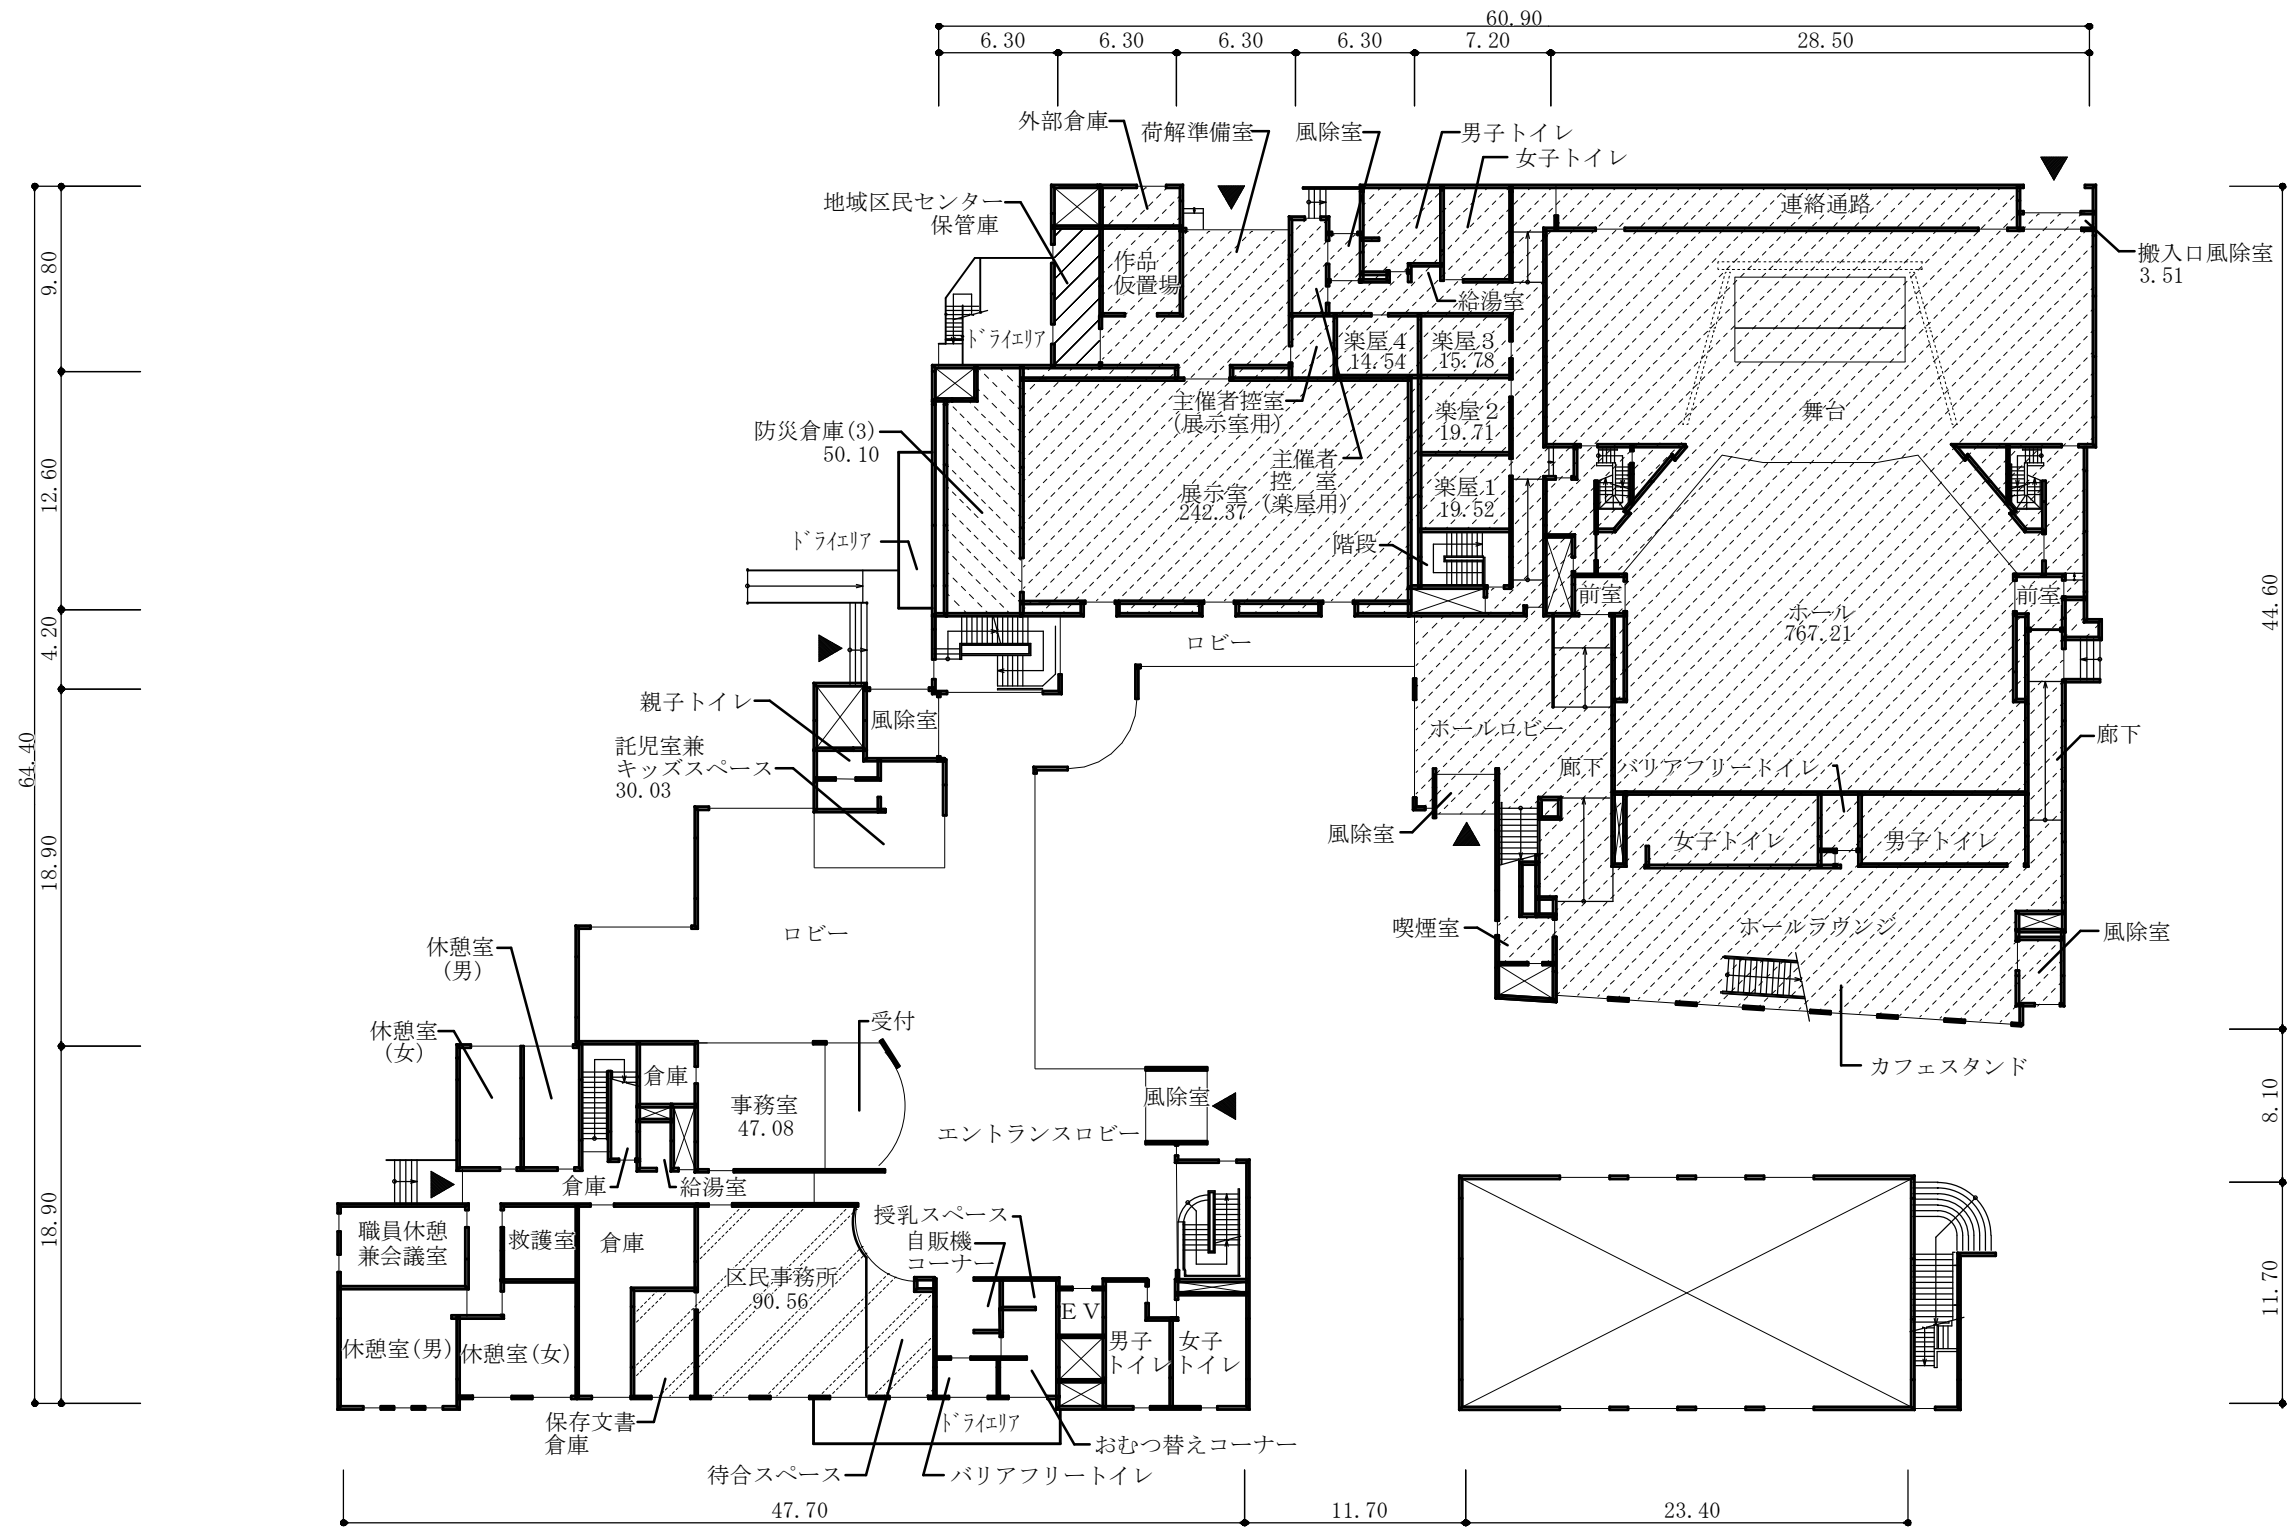 60.90
6.30
6.30
6.30
6.30
7.20
28.50
外部倉庫
荷解準備室
風除室
男子トイレ
女子トイレ
地域区民センター
保管庫
連絡通路
搬入口風除室
3.51
9.80
作品
仮置場
給湯室
ﾄﾞﾗｲｴﾘｱ
楽屋4
14.54
楽屋3
15.78
主催者控室
(展示室用)
楽屋2
19.71
舞台
防災倉庫(3)
50.10
12.60
主催者
控　室
(楽屋用)
展示室
242.37
楽屋1
19.52
ﾄﾞﾗｲｴﾘｱ
階段
前室
前室
ホール
767.21
44.60
4.20
ロビー
親子トイレ
風除室
託児室兼
キッズスペース
30.03
64.40
ホールロビー
廊下
廊下
バリアフリートイレ
風除室
女子トイレ
男子トイレ
18.90
喫煙室
ホールラウンジ
風除室
ロビー
休憩室
(男)
休憩室
(女)
受付
カフェスタンド
倉庫
事務室
47.08
風除室
8.10
エントランスロビー
倉庫
給湯室
18.90
職員休憩
兼会議室
救護室
倉庫
授乳スペース
自販機
コーナー
区民事務所
90.56
EV
11.70
休憩室(男)
休憩室(女)
男子
トイレ
女子
トイレ
保存文書
倉庫
ﾄﾞﾗｲｴﾘｱ
おむつ替えコーナー
待合スペース
バリアフリートイレ
47.70
11.70
23.40